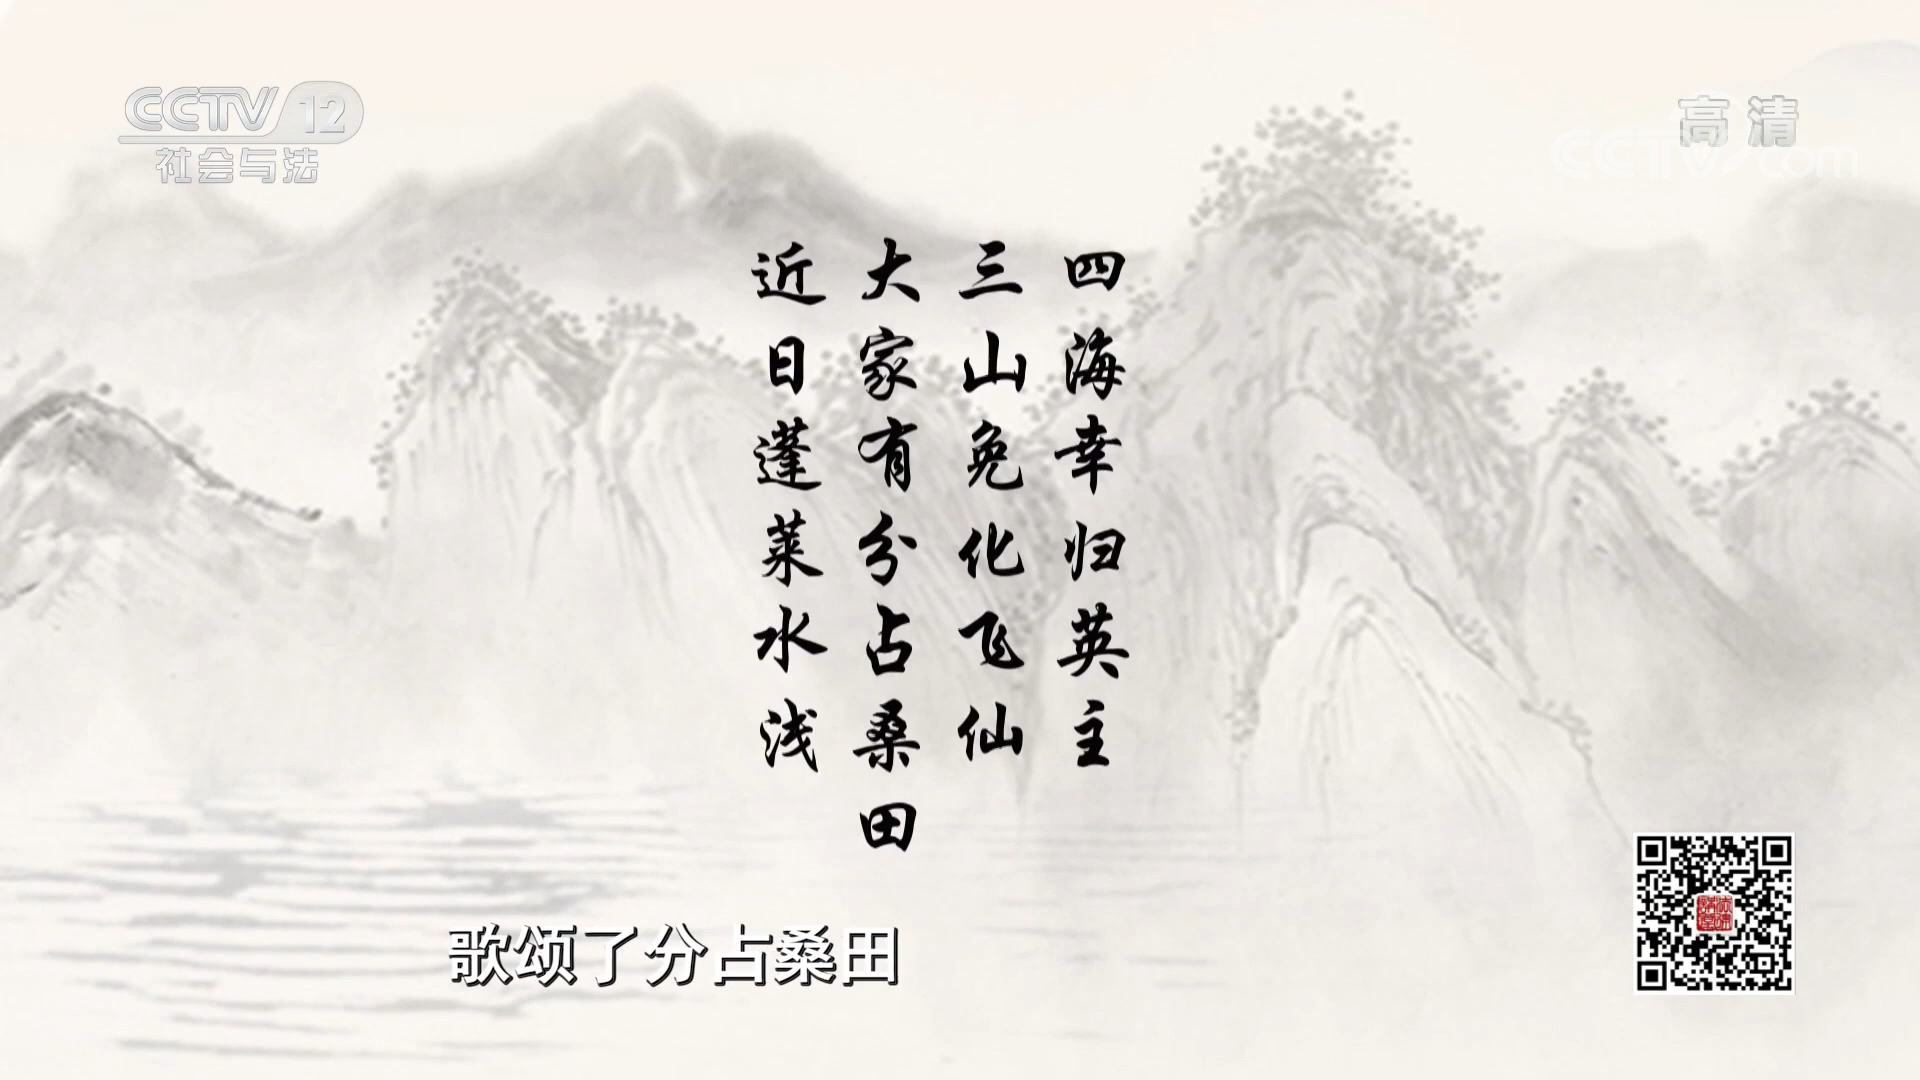 CCTV 12
社会与法
高清
CCTV.com
四海幸归英主
三山免化飞仙
大家有分占桑田
近日蓬莱水浅
歌颂了分占桑田